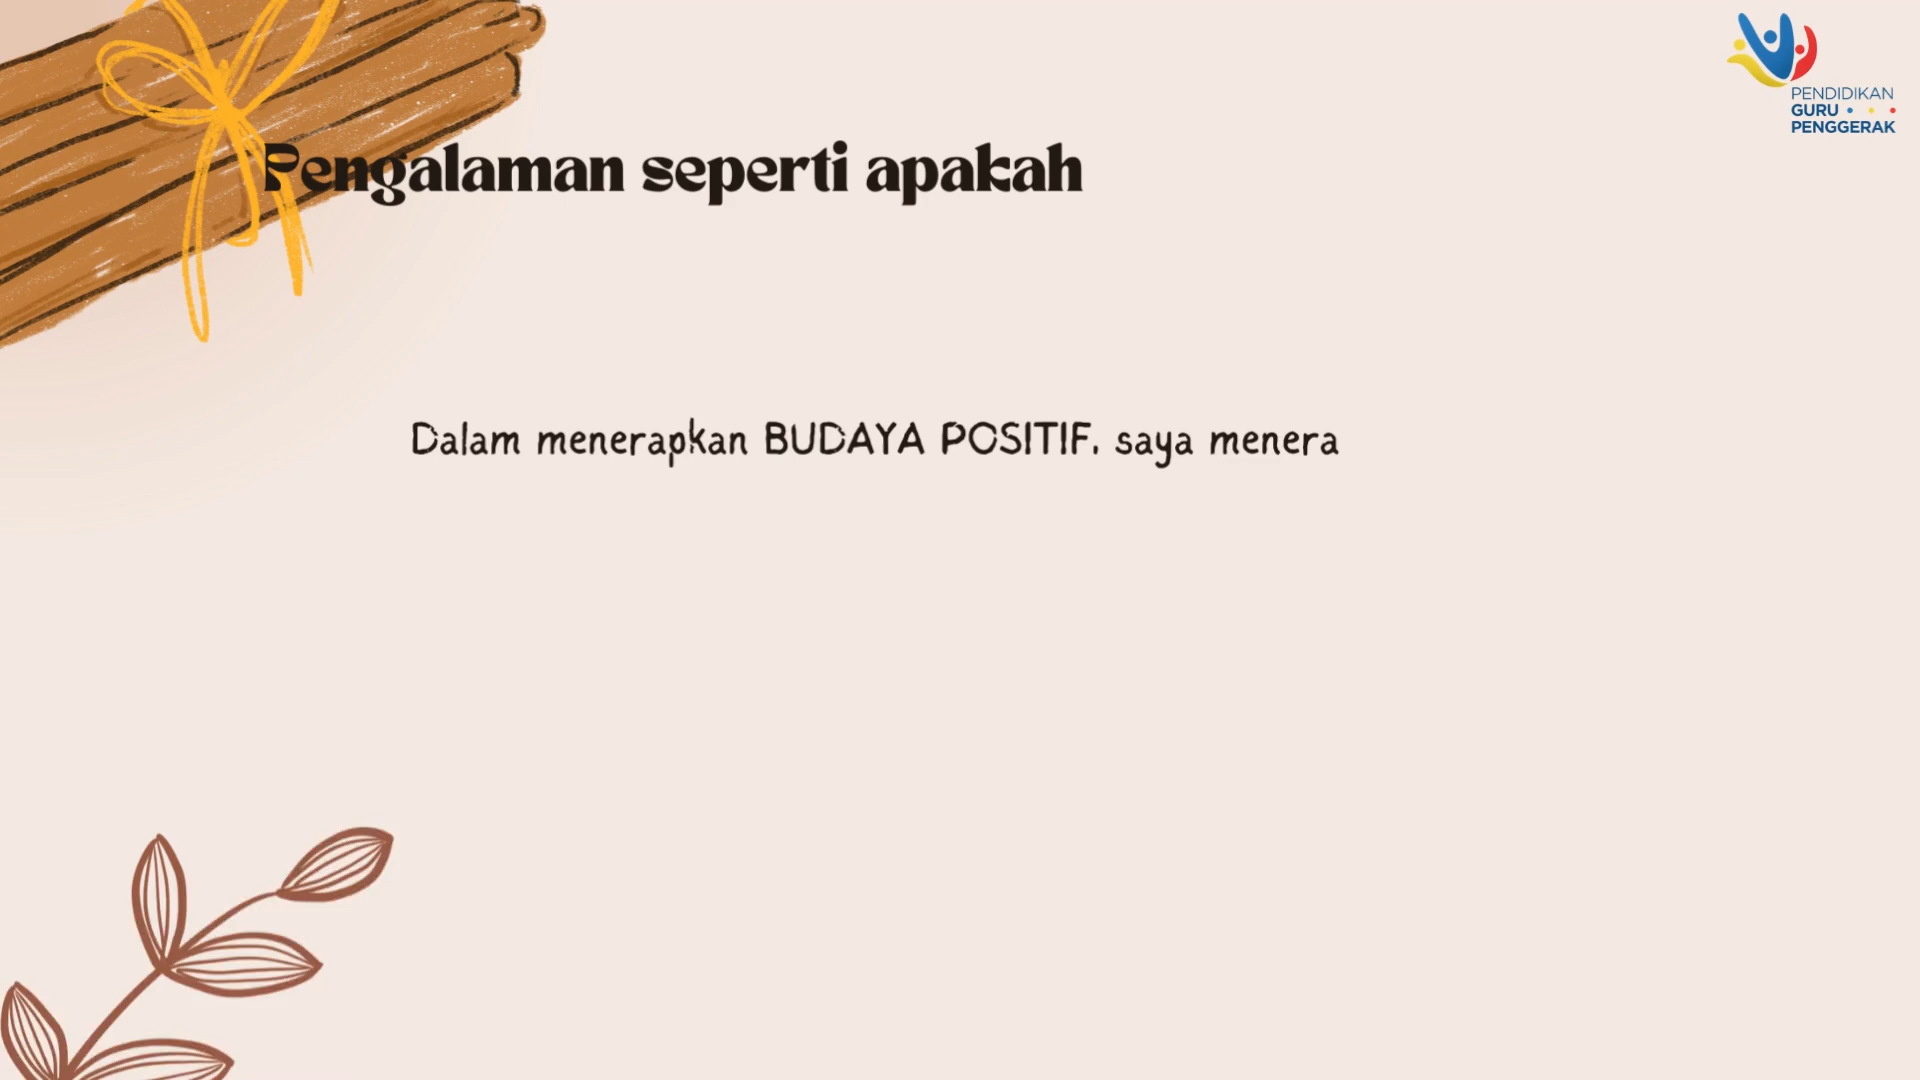 PENDIDIKAN
GURU
PENGGERAK
Pengalaman seperti apakah
Dalam menerapkan BUDAYA POSITIF, saya menera